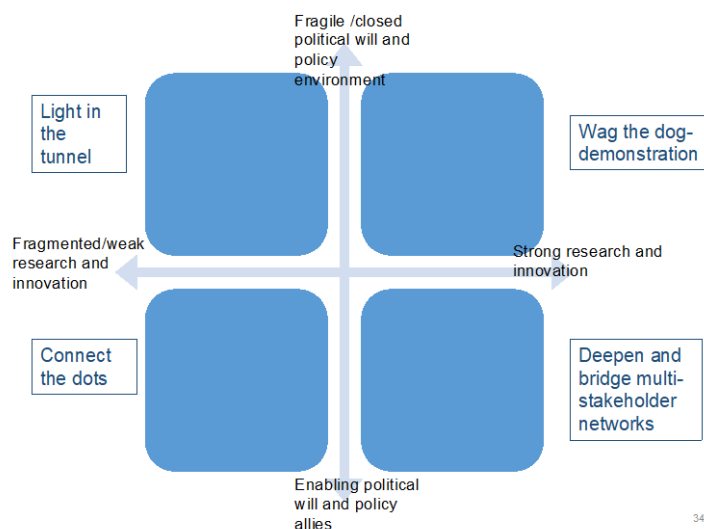 Fragile /closed
political will and
policy
environment
Light in
the
tunnel
Wag the dog-
demonstration
Fragmented/weak
research and
innovation
Strong research and
innovation
Connect
the dots
Deepen and
bridge multi-
stakeholder
networks
Enabling political
will and policy
allies
34